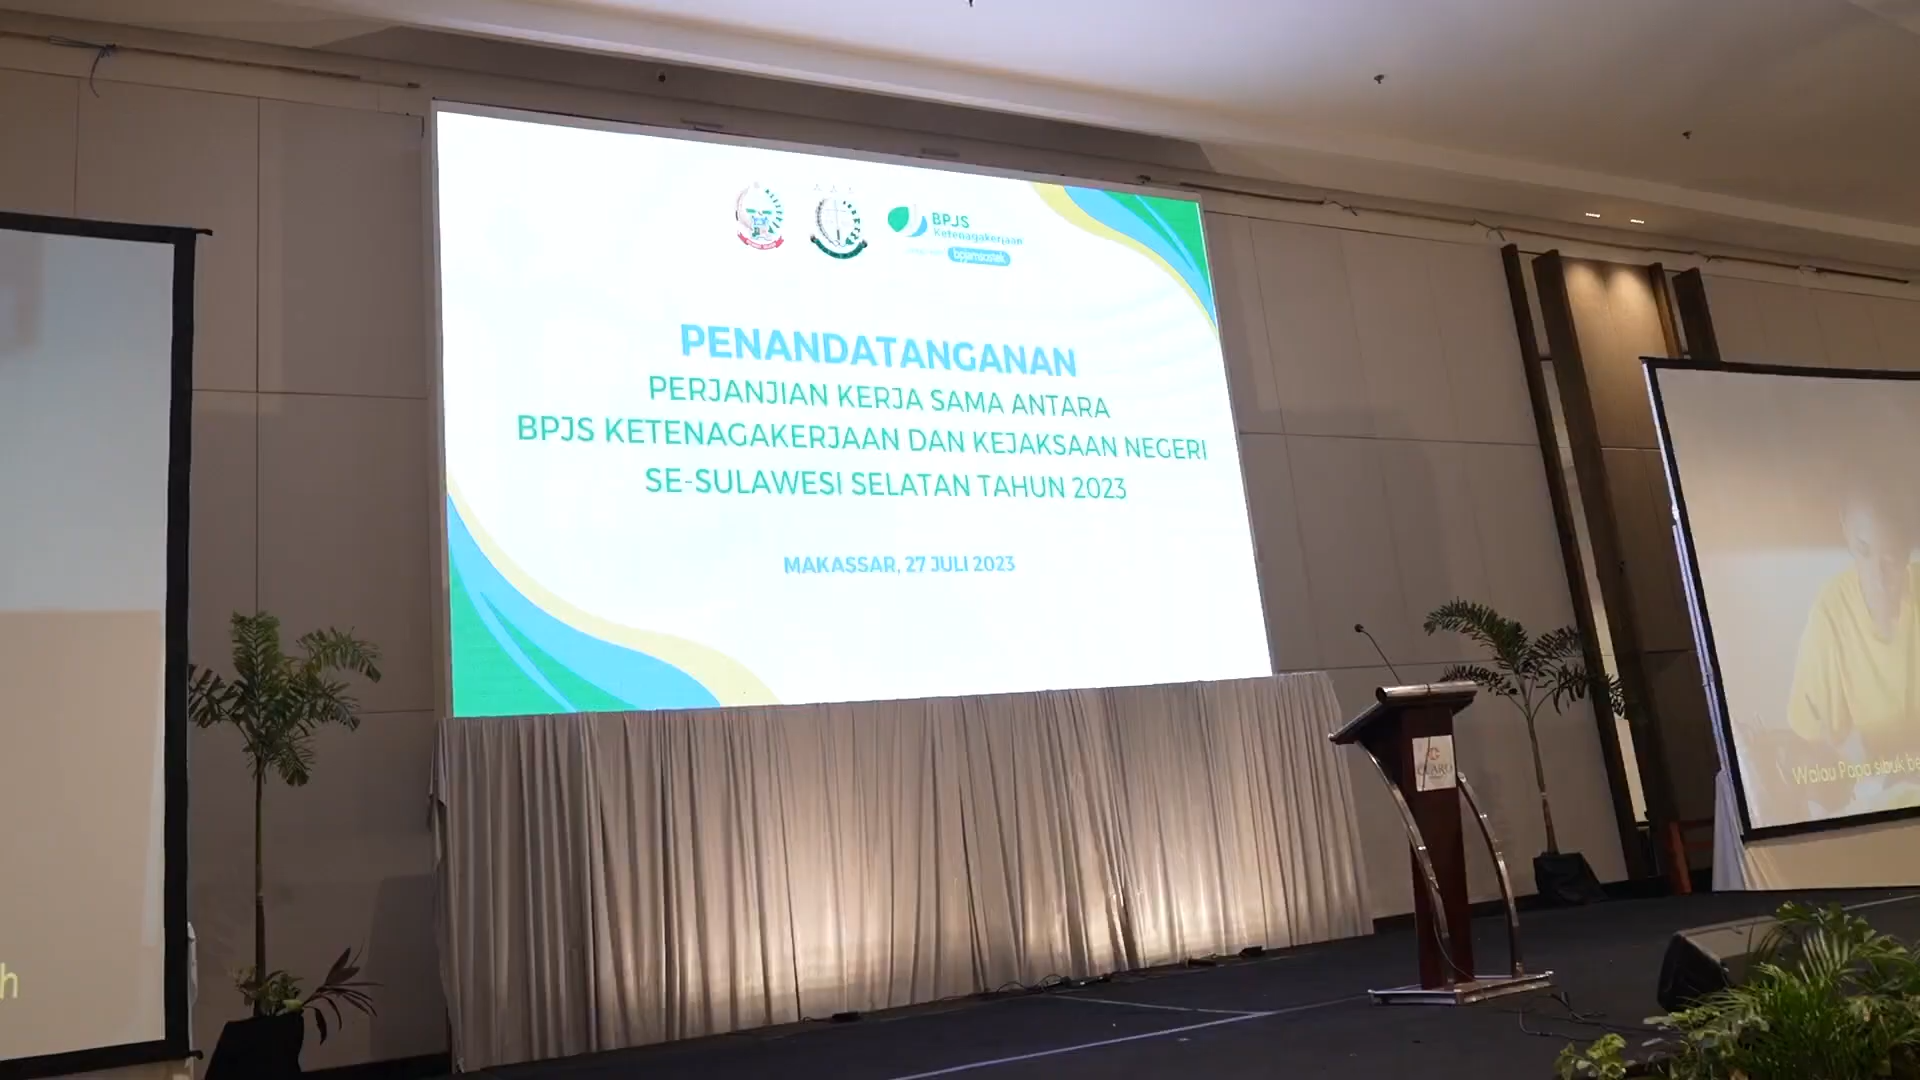 BPJS
Ketenagakerjaan
bpjamsostek
PENANDATANGANAN
PERJANJIAN KERJA SAMA ANTARA
BPJS KETENAGAKERJAAN DAN KEJAKSAAN NEGERI
SE-SULAWESI SELATAN TAHUN 2023
MAKASSAR, 27 JULI 2023
CLARO
Walau Papa sibuk be
h